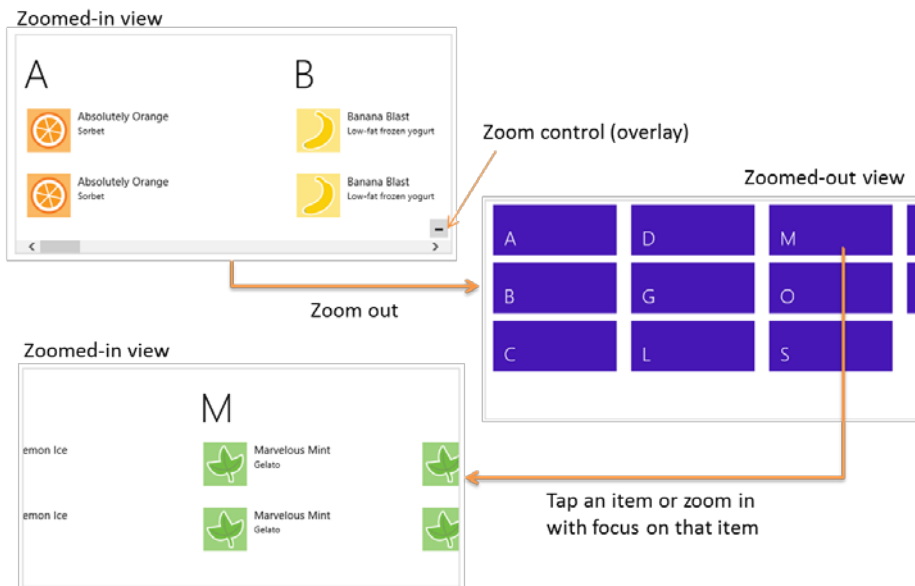 Zoomed-in view
A
B
Absolutely Orange
Sorbet
Banana Blast
Low-fat frozen yogurt
Absolutely Orange
Sorbet
Banana Blast
Low-fat frozen yogurt
Zoom control (overlay)
Zoom out
Zoomed-out view
A
D
M
B
G
O
C
L
S
Zoomed-in view
M
emon Ice
Marvelous Mint
Gelato
emon Ice
Marvelous Mint
Gelato
Tap an item or zoom in
with focus on that item